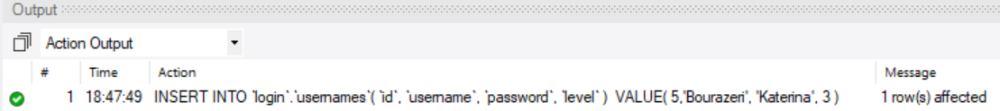 Output
Action Output
# Time Action Message
1 18:47:49 INSERT INTO `login`.`usernames`( `id`, `username`, `password`, `level` ) VALUE( 5,'Bourazeri', 'Katerina', 3 ) 1 row(s) affected